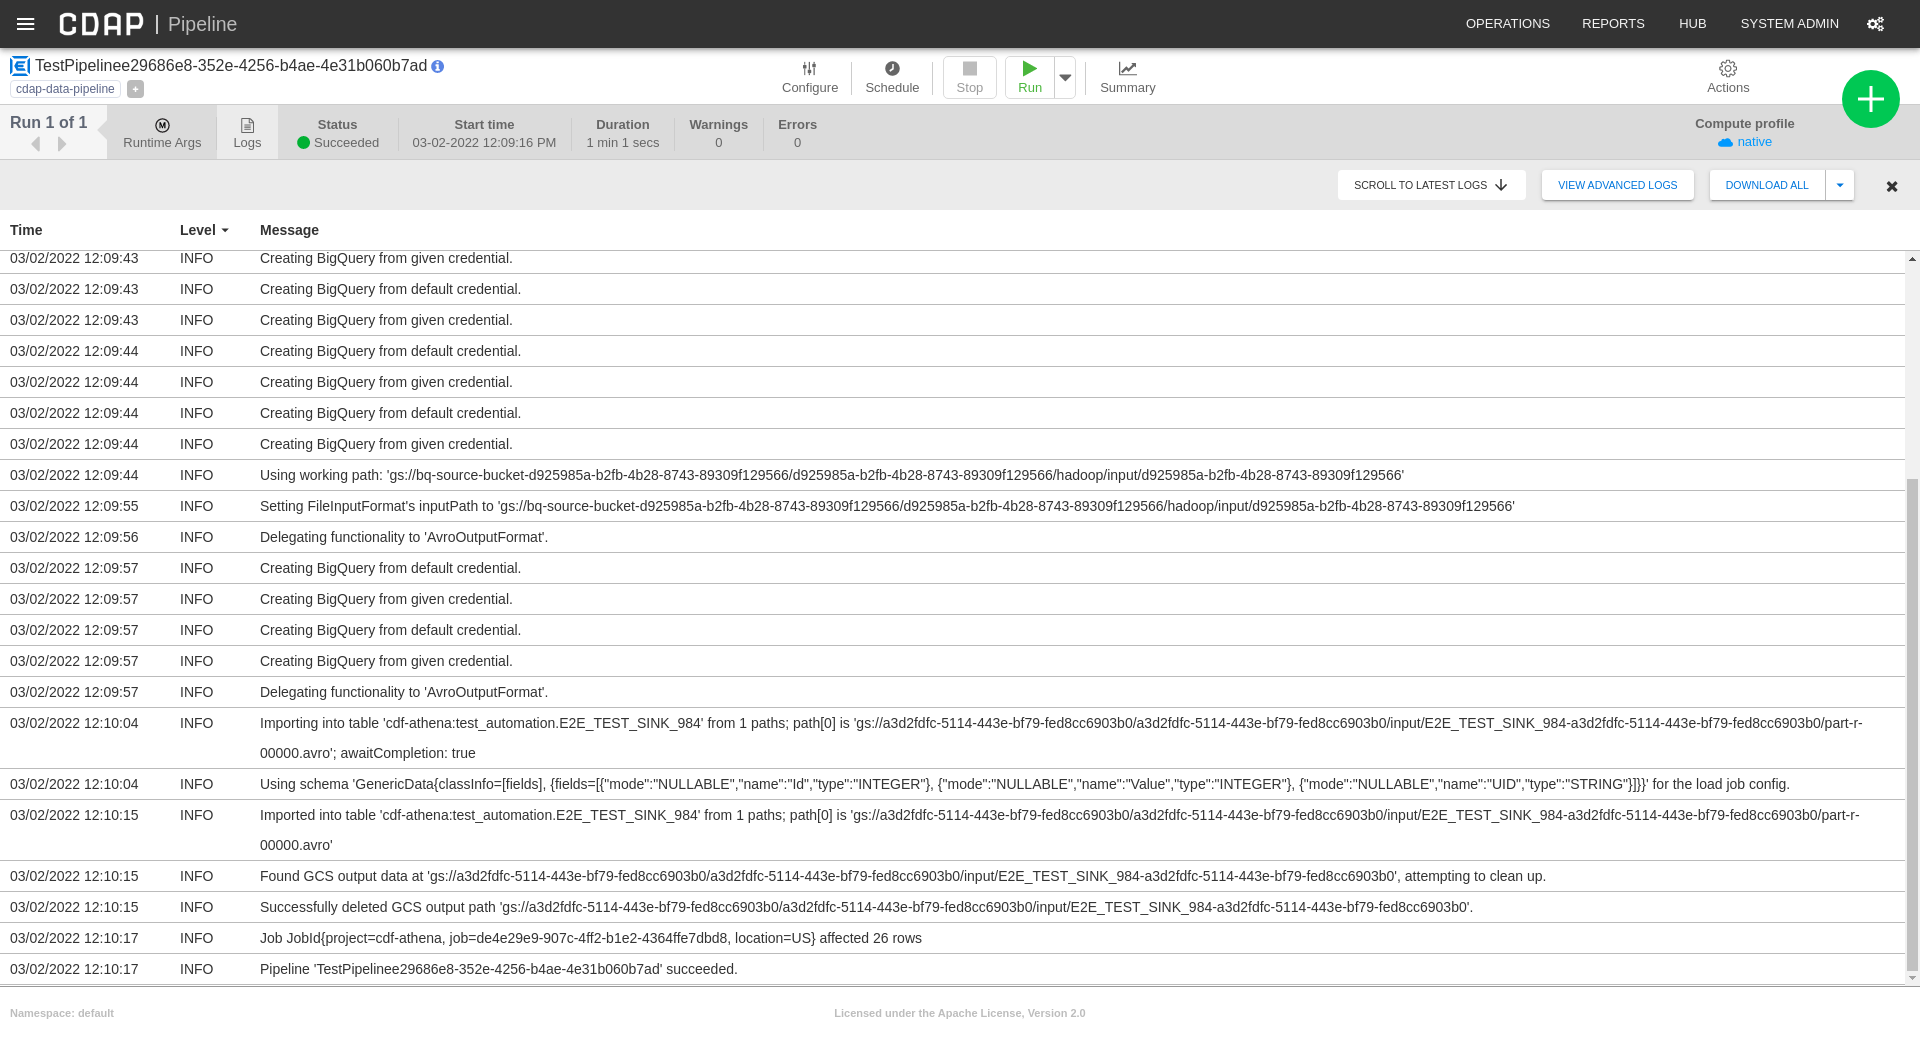 CDAP | Pipeline OPERATIONS REPORTS HUB SYSTEM ADMIN
TestPipelinee29686e8-352e-4256-b4ae-4e31b060b7ad
cdap-data-pipeline +
Configure Schedule Stop Run Summary Actions
Run 1 of 1
Runtime Args Logs
Status Start time Duration Warnings Errors Compute profile
Succeeded 03-02-2022 12:09:16 PM 1 min 1 secs 0 0 native
SCROLL TO LATEST LOGS VIEW ADVANCED LOGS DOWNLOAD ALL
Time Level Message
03/02/2022 12:09:43 INFO Creating BigQuery from given credential.
03/02/2022 12:09:43 INFO Creating BigQuery from default credential.
03/02/2022 12:09:43 INFO Creating BigQuery from given credential.
03/02/2022 12:09:44 INFO Creating BigQuery from default credential.
03/02/2022 12:09:44 INFO Creating BigQuery from given credential.
03/02/2022 12:09:44 INFO Creating BigQuery from default credential.
03/02/2022 12:09:44 INFO Creating BigQuery from given credential.
03/02/2022 12:09:44 INFO Using working path: 'gs://bq-source-bucket-d925985a-b2fb-4b28-8743-89309f129566/d925985a-b2fb-4b28-8743-89309f129566/hadoop/input/d925985a-b2fb-4b28-8743-89309f129566'
03/02/2022 12:09:55 INFO Setting FileInputFormat's inputPath to 'gs://bq-source-bucket-d925985a-b2fb-4b28-8743-89309f129566/d925985a-b2fb-4b28-8743-89309f129566/hadoop/input/d925985a-b2fb-4b28-8743-89309f129566'
03/02/2022 12:09:56 INFO Delegating functionality to 'AvroOutputFormat'.
03/02/2022 12:09:57 INFO Creating BigQuery from default credential.
03/02/2022 12:09:57 INFO Creating BigQuery from given credential.
03/02/2022 12:09:57 INFO Creating BigQuery from default credential.
03/02/2022 12:09:57 INFO Creating BigQuery from given credential.
03/02/2022 12:09:57 INFO Delegating functionality to 'AvroOutputFormat'.
03/02/2022 12:10:04 INFO Importing into table 'cdf-athena:test_automation.E2E_TEST_SINK_984' from 1 paths; path[0] is 'gs://a3d2fdfc-5114-443e-bf79-fed8cc6903b0/a3d2fdfc-5114-443e-bf79-fed8cc6903b0/input/E2E_TEST_SINK_984-a3d2fdfc-5114-443e-bf79-fed8cc6903b0/part-r-
00000.avro'; awaitCompletion: true
03/02/2022 12:10:04 INFO Using schema 'GenericData{classInfo=[fields], {fields=[{"mode":"NULLABLE","name":"Id","type":"INTEGER"}, {"mode":"NULLABLE","name":"Value","type":"INTEGER"}, {"mode":"NULLABLE","name":"UID","type":"STRING"}]}}' for the load job config.
03/02/2022 12:10:15 INFO Imported into table 'cdf-athena:test_automation.E2E_TEST_SINK_984' from 1 paths; path[0] is 'gs://a3d2fdfc-5114-443e-bf79-fed8cc6903b0/a3d2fdfc-5114-443e-bf79-fed8cc6903b0/input/E2E_TEST_SINK_984-a3d2fdfc-5114-443e-bf79-fed8cc6903b0/part-r-
00000.avro'
03/02/2022 12:10:15 INFO Found GCS output data at 'gs://a3d2fdfc-5114-443e-bf79-fed8cc6903b0/a3d2fdfc-5114-443e-bf79-fed8cc6903b0/input/E2E_TEST_SINK_984-a3d2fdfc-5114-443e-bf79-fed8cc6903b0', attempting to clean up.
03/02/2022 12:10:15 INFO Successfully deleted GCS output path 'gs://a3d2fdfc-5114-443e-bf79-fed8cc6903b0/a3d2fdfc-5114-443e-bf79-fed8cc6903b0/input/E2E_TEST_SINK_984-a3d2fdfc-5114-443e-bf79-fed8cc6903b0'.
03/02/2022 12:10:17 INFO Job JobId{project=cdf-athena, job=de4e29e9-907c-4ff2-b1e2-4364ffe7dbd8, location=US} affected 26 rows
03/02/2022 12:10:17 INFO Pipeline 'TestPipelinee29686e8-352e-4256-b4ae-4e31b060b7ad' succeeded.
Namespace: default Licensed under the Apache License, Version 2.0